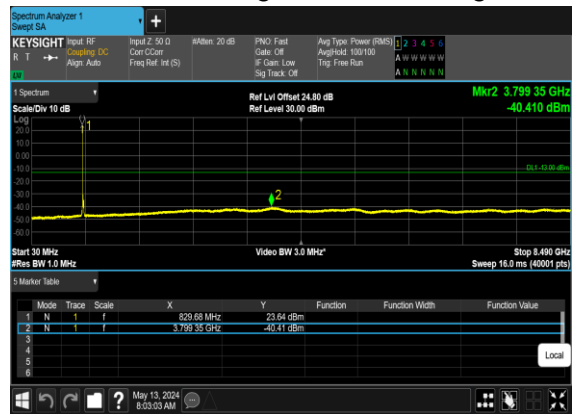 Spectrum Analyzer 1
Swept SA
+
KEYSIGHT Input: RF Input Z: 50 Ω #Atten: 20 dB PNO: Fast Avg Type: Power (RMS) 1 2 3 4 5 6
R T Coupling: DC Corr CCorr Gate: Off Avg|Hold: 100/100 A W W W W W
Align: Auto Freq Ref: Int (S) IF Gain: Low Trig: Free Run
Sig Track: Off A N N N N N
LW
1 Spectrum Ref Lvl Offset 24.80 dB Mkr2 3.799 35 GHz
Scale/Div 10 dB Ref Level 30.00 dBm -40.410 dBm
Log
1
20.0
10.0
0.00
-10.0
DL1 -13.00 dBm
-20.0
-30.0
2
-40.0
-50.0
-60.0
Start 30 MHz Video BW 3.0 MHz* Stop 8.490 GHz
#Res BW 1.0 MHz Sweep 16.0 ms (40001 pts)
5 Marker Table
Mode Trace Scale X Y Function Function Width Function Value
1 N 1 f 829.68 MHz 23.64 dBm
2 N 1 f 3.799 35 GHz -40.41 dBm
3
4
5
6
Local
? May 13, 2024
8:03:03 AM